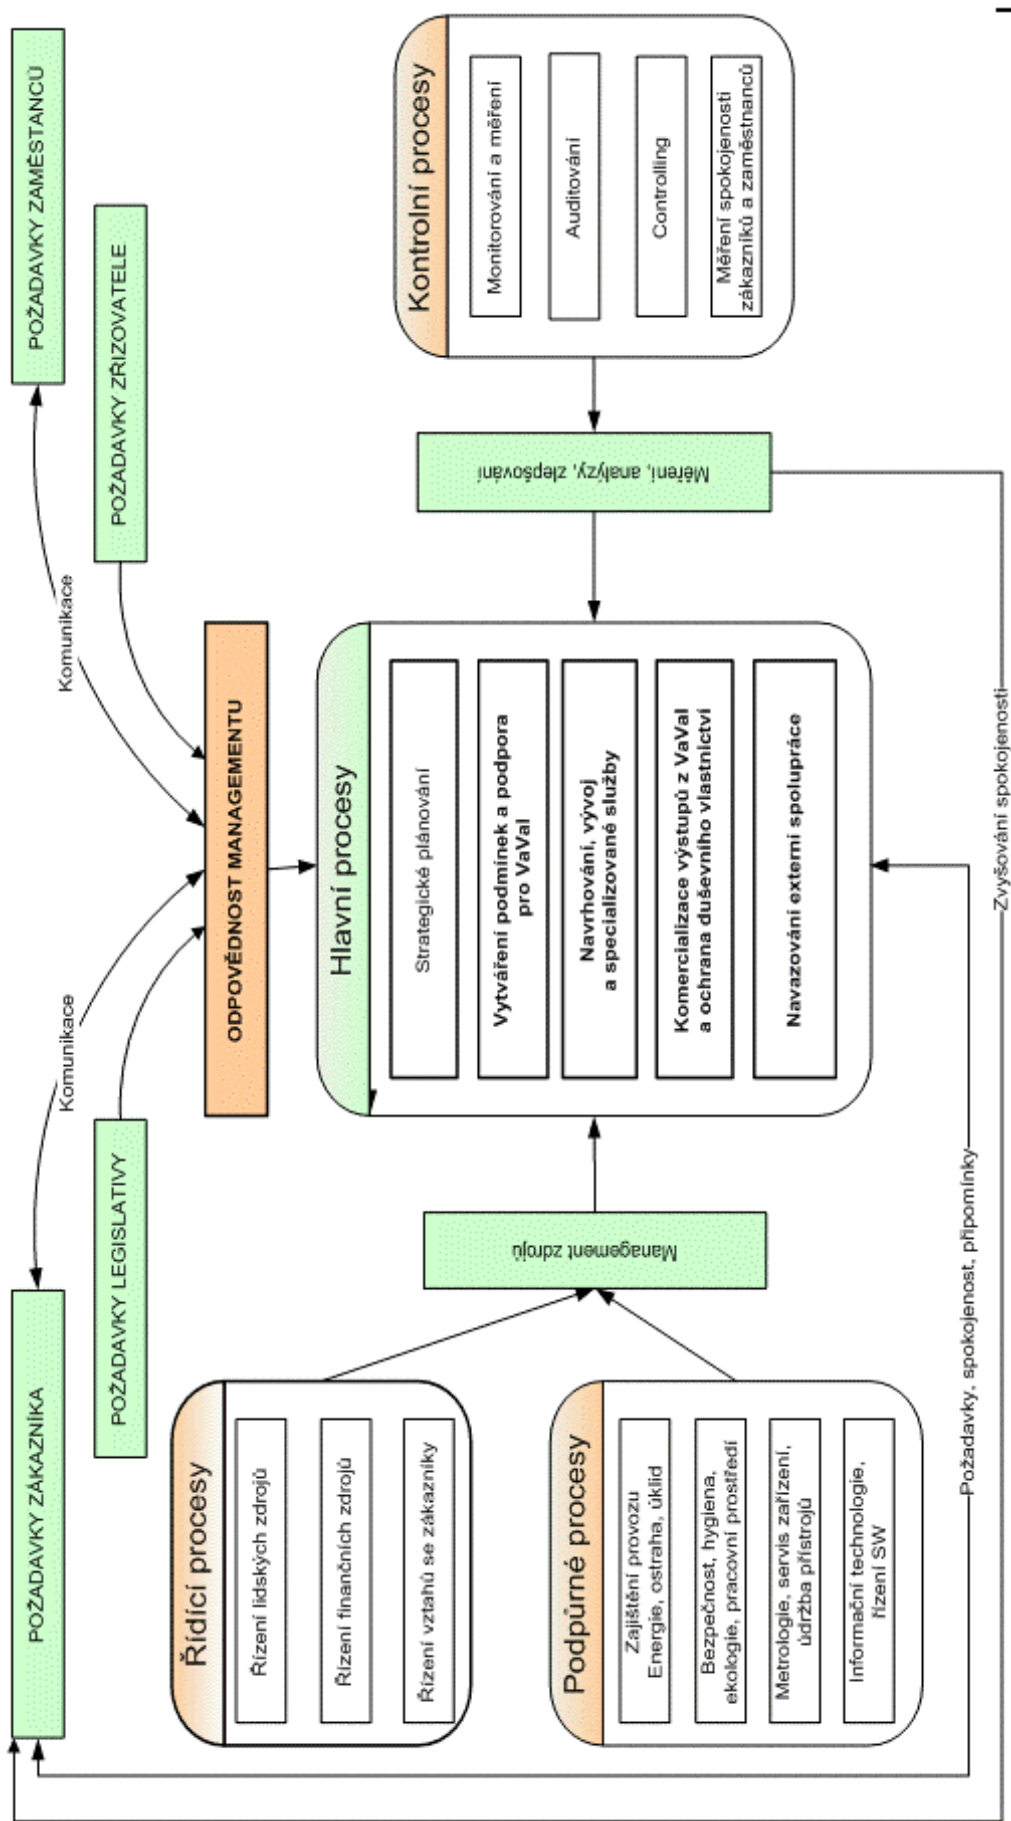 POŽADAVKY ZÁKAZNÍKA
POŽADAVKY ZAMĚSTANCŮ
POŽADAVKY LEGISLATIVY
POŽADAVKY ZŘIZOVATELE
Komunikace
Komunikace
ODPOVĚDNOST MANAGEMENTU
Řídící procesy
Řízení lidských zdrojů
Řízení finančních zdrojů
Řízení vztahů se zákazníky
Podpúrné procesy
Zajištění provozu
Energie, ostraha, úklid
Bezpečnost, hygiena,
ekologie, pracovní prostředí
Metrologie, servis zařízení,
údržba přístrojů
Informační technologie,
řízení SW
Management zdrojů
Hlavní procesy
Strategické plánování
Vytváření podmínek a podpora
pro VaVal
Navrhování, vývoj
a specializované služby
Komercializace výstupů z VaVal
a ochrana duševního vlastnictví
Navazování externí spolupráce
Měření, analýzy, zlepšování
Kontrolní procesy
Monitorování a měření
Auditování
Controlling
Měření spokojenosti
zákazníků a zaměstnanců
Požadavky, spokojenost, připomínky
Zvyšování spokojenosti